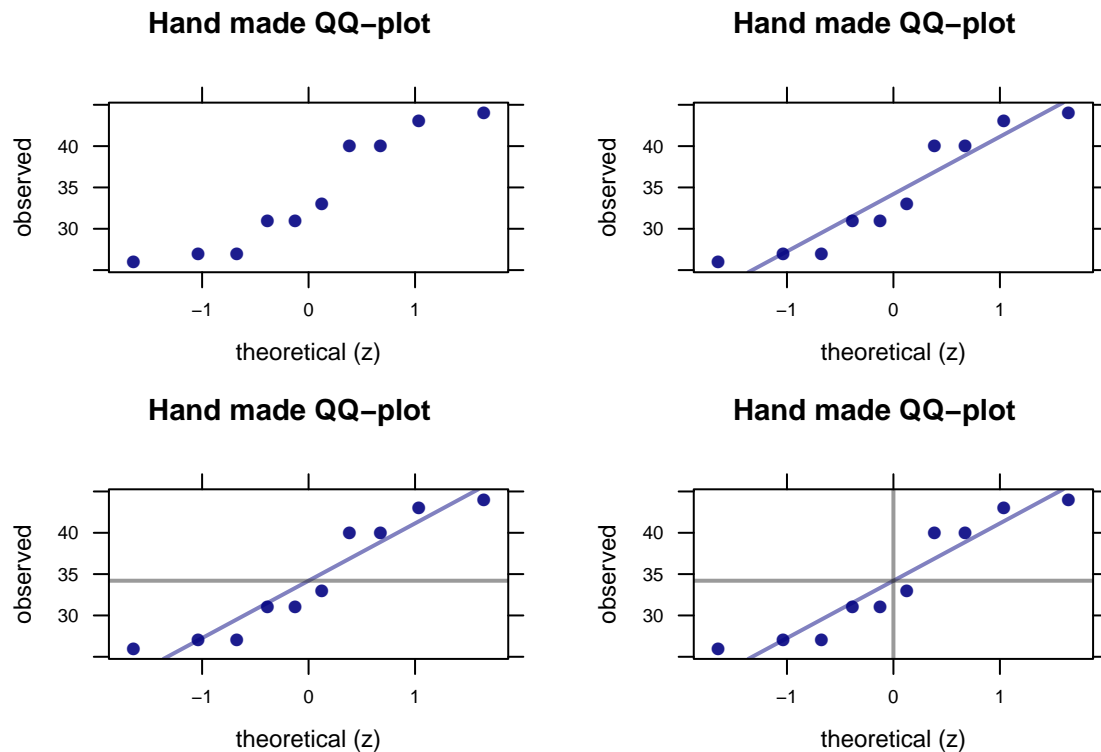 Hand made QQ−plot
observed
40
35
30
−1 0 1
theoretical (z)
Hand made QQ−plot
observed
40
35
30
−1 0 1
theoretical (z)
Hand made QQ−plot
observed
40
35
30
−1 0 1
theoretical (z)
Hand made QQ−plot
observed
40
35
30
−1 0 1
theoretical (z)